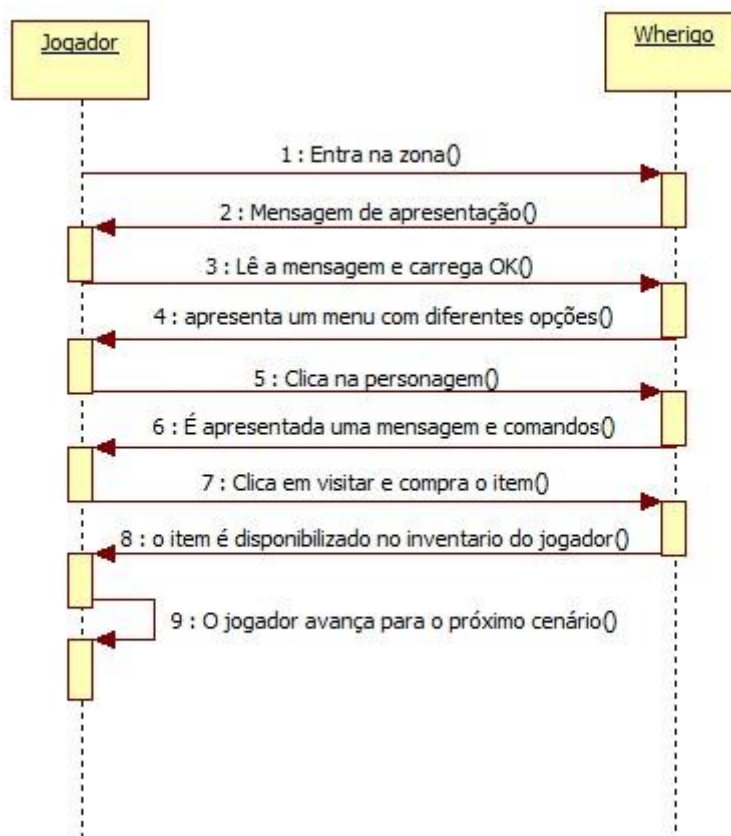 Jogador
Wherigo
1 : Entra na zona()
2 : Mensagem de apresentação()
3 : Lê a mensagem e carrega OK()
4 : apresenta um menu com diferentes opções()
5 : Clica na personagem()
6 : É apresentada uma mensagem e comandos()
7 : Clica em visitar e compra o item()
8 : o item é disponibilizado no inventario do jogador()
9 : O jogador avança para o próximo cenário()